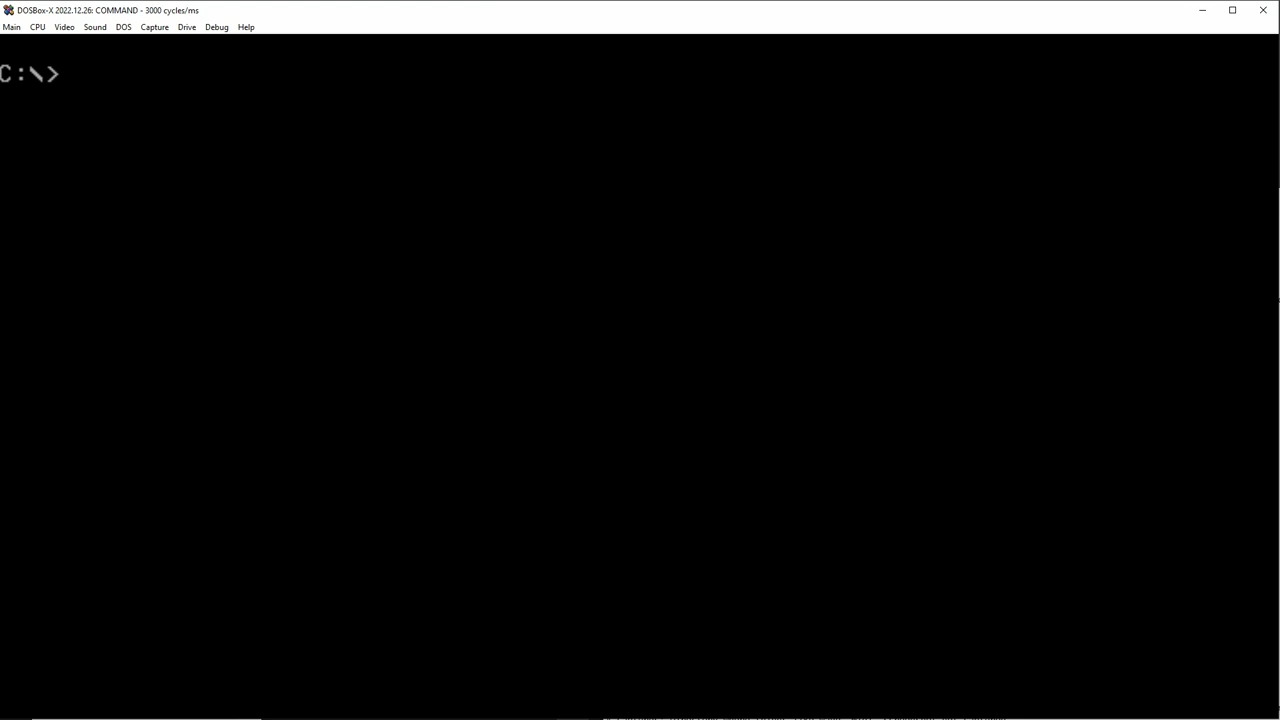 DOSBox-X 2022.12.26: COMMAND - 3000 cycles/ms
Main CPU Video Sound DOS Capture Drive Debug Help
C:\>